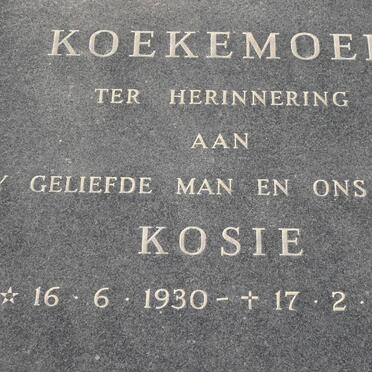 KOEKEMOE
TER HERINNERING
AAN
GELIEFDE MAN EN ONS
KOSIE
☆ 16 · 6 · 1930 - ✝ 17 · 2 ·